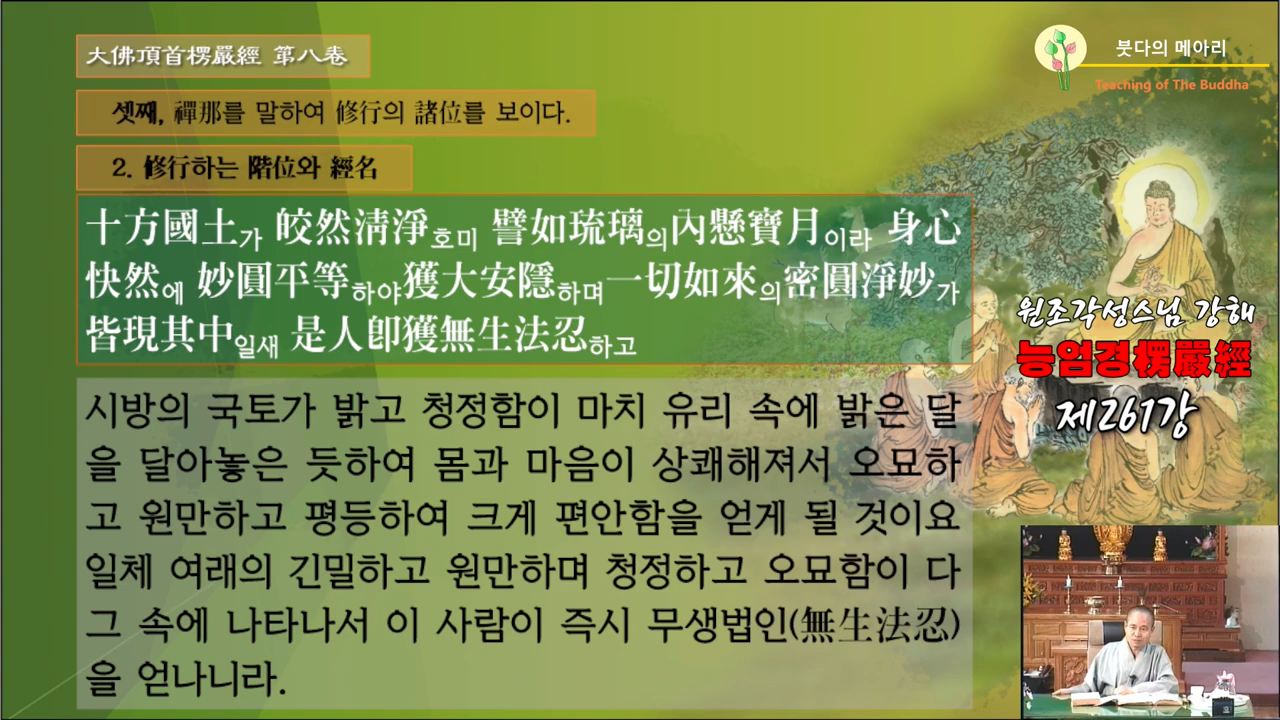 大佛頂首楞嚴經 第八卷
셋째, 禪那를 말하여 修行의 諸位를 보이다.
2. 修行하는 階位와 經名
十方國土가 皎然淸淨호미 譬如琉璃의內懸寶月이라 身心
快然에 妙圓平等하야獲大安隱하며一切如來의密圓淨妙가
皆現其中일새 是人卽獲無生法忍하고
시방의 국토가 밝고 청정함이 마치 유리 속에 밝은 달
을 달아놓은 듯하여 몸과 마음이 상쾌해져서 오묘하
고 원만하고 평등하여 크게 편안함을 얻게 될 것이요
일체 여래의 긴밀하고 원만하며 청정하고 오묘함이 다
그 속에 나타나서 이 사람이 즉시 무생법인(無生法忍)
을 얻나니라.
붓다의 메아리
Teaching of The Buddha
원조각성스님 강해
능엄경楞嚴經
제261강